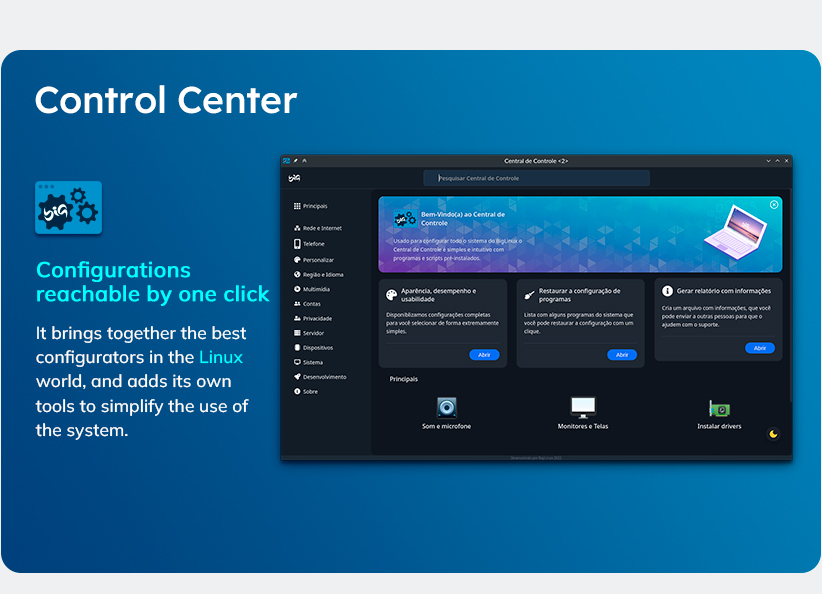 Control Center
BIG
Configurations
reachable by one click
It brings together the best
configurators in the Linux
world, and adds its own
tools to simplify the use of
the system.
Central de Controle <2>
BIG
Pesquisar Central de Controle
Principais
Rede e Internet
Telefone
Personalizar
Região e Idioma
Multimídia
Contas
Privacidade
Servidor
Dispositivos
Sistema
Desenvolvimento
Sobre
BIG
Bem-Vindo(a) ao Central de
Controle
Usado para configurar todo o sistema do BigLinux o
Central de Controle é simples e intuitivo com
programas e scripts pré-instalados.
Aparência, desempenho e
usabilidade
Disponibilizamos configurações completas
para você selecionar de forma extremamente
simples.
Abrir
Restaurar a configuração de
programas
Lista com alguns programas do sistema que
você pode restaurar a configuração com um
clique.
Abrir
Gerar relatório com informações
Cria um arquivo com informações, que você
pode enviar a outras pessoas para que o
ajudem com o suporte.
Abrir
Principais
Som e microfone
Monitores e Telas
Instalar drivers